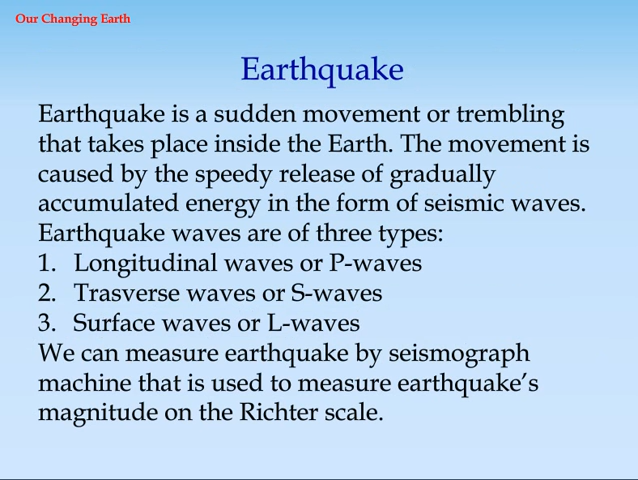 Our Changing Earth
Earthquake
Earthquake is a sudden movement or trembling
that takes place inside the Earth. The movement is
caused by the speedy release of gradually
accumulated energy in the form of seismic waves.
Earthquake waves are of three types:
1. Longitudinal waves or P-waves
2. Trasverse waves or S-waves
3. Surface waves or L-waves
We can measure earthquake by seismograph
machine that is used to measure earthquake’s
magnitude on the Richter scale.